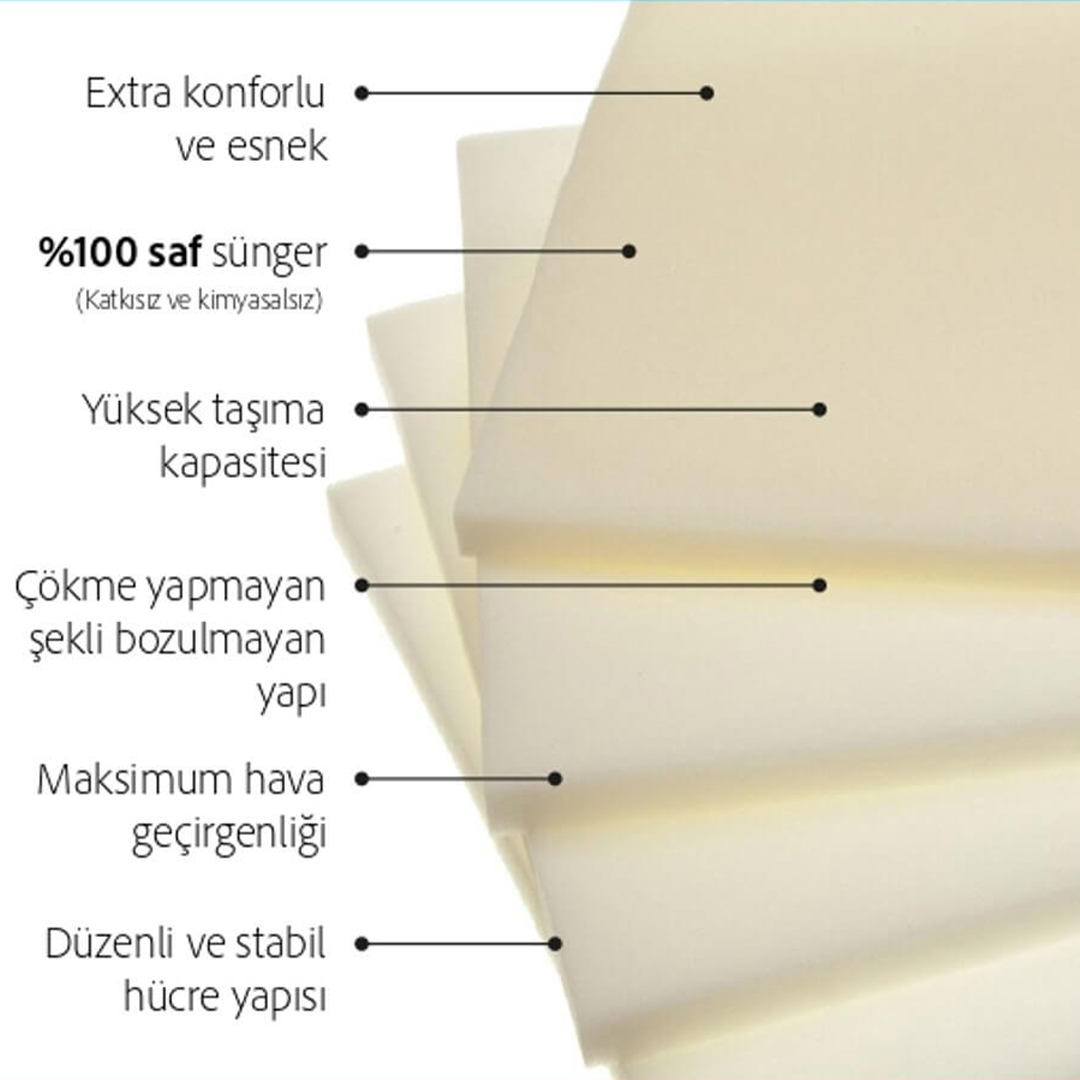 Extra konforlu
ve esnek
%100 saf sünger
(Katkısız ve kimyasalsız)
Yüksek taşıma
kapasitesi
Çökme yapmayan
şekli bozulmayan
yapı
Maksimum hava
geçirgenliği
Düzenli ve stabil
hücre yapısı